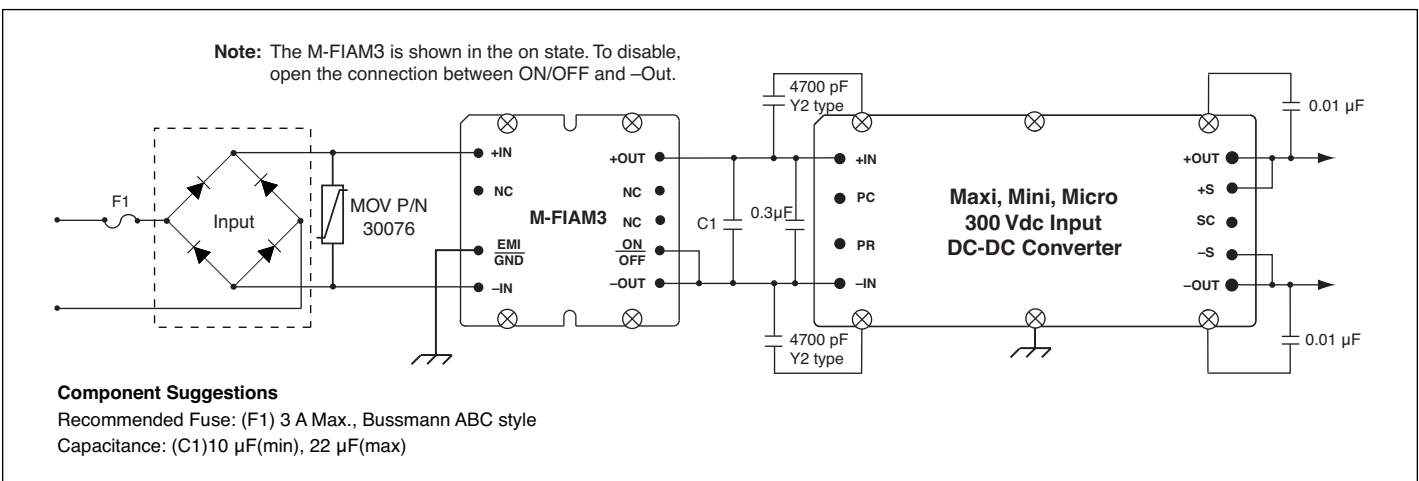 Note: The M-FIAM3 is shown in the on state. To disable,
open the connection between ON/OFF and –Out.
F1
Input
MOV P/N
30076
+IN
NC
EMI
GND
–IN
M-FIAM3
+OUT
NC
NC
ON
OFF
–OUT
C1
0.3µF
4700 pF
Y2 type
4700 pF
Y2 type
+IN
PC
PR
–IN
Maxi, Mini, Micro
300 Vdc Input
DC-DC Converter
+OUT
+S
SC
–S
–OUT
0.01 µF
0.01 µF
Component Suggestions
Recommended Fuse: (F1) 3 A Max., Bussmann ABC style
Capacitance: (C1)10 µF(min), 22 µF(max)